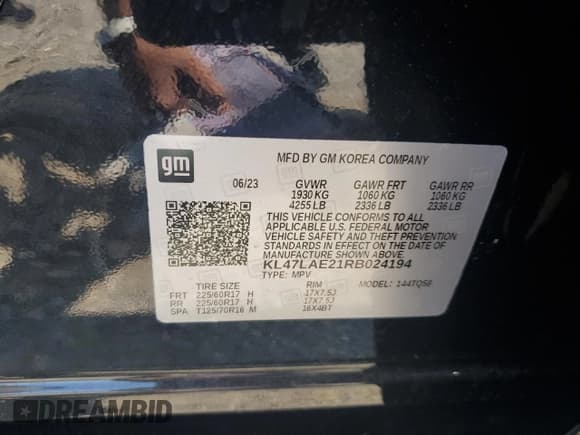 gm
MFD BY GM KOREA COMPANY
06/23 GVWR GAWR FRT GAWR RR
1930 KG 1060 KG 1060 KG
4255 LB 2336 LB 2336 LB
THIS VEHICLE CONFORMS TO ALL
APPLICABLE U.S. FEDERAL MOTOR
VEHICLE SAFETY AND THEFT PREVENTION
STANDARDS IN EFFECT ON THE DATE OF
MANUFACTURE SHOWN ABOVE.
KL47LAE21RB024194
TYPE: MPV
TIRE SIZE RIM MODEL: 144TQ58
FRT 225/60R17 H 17X7.5J
RR 225/60R17 H 17X7.5J
SPA T125/70R16 M 16X4BT
DREAMBID